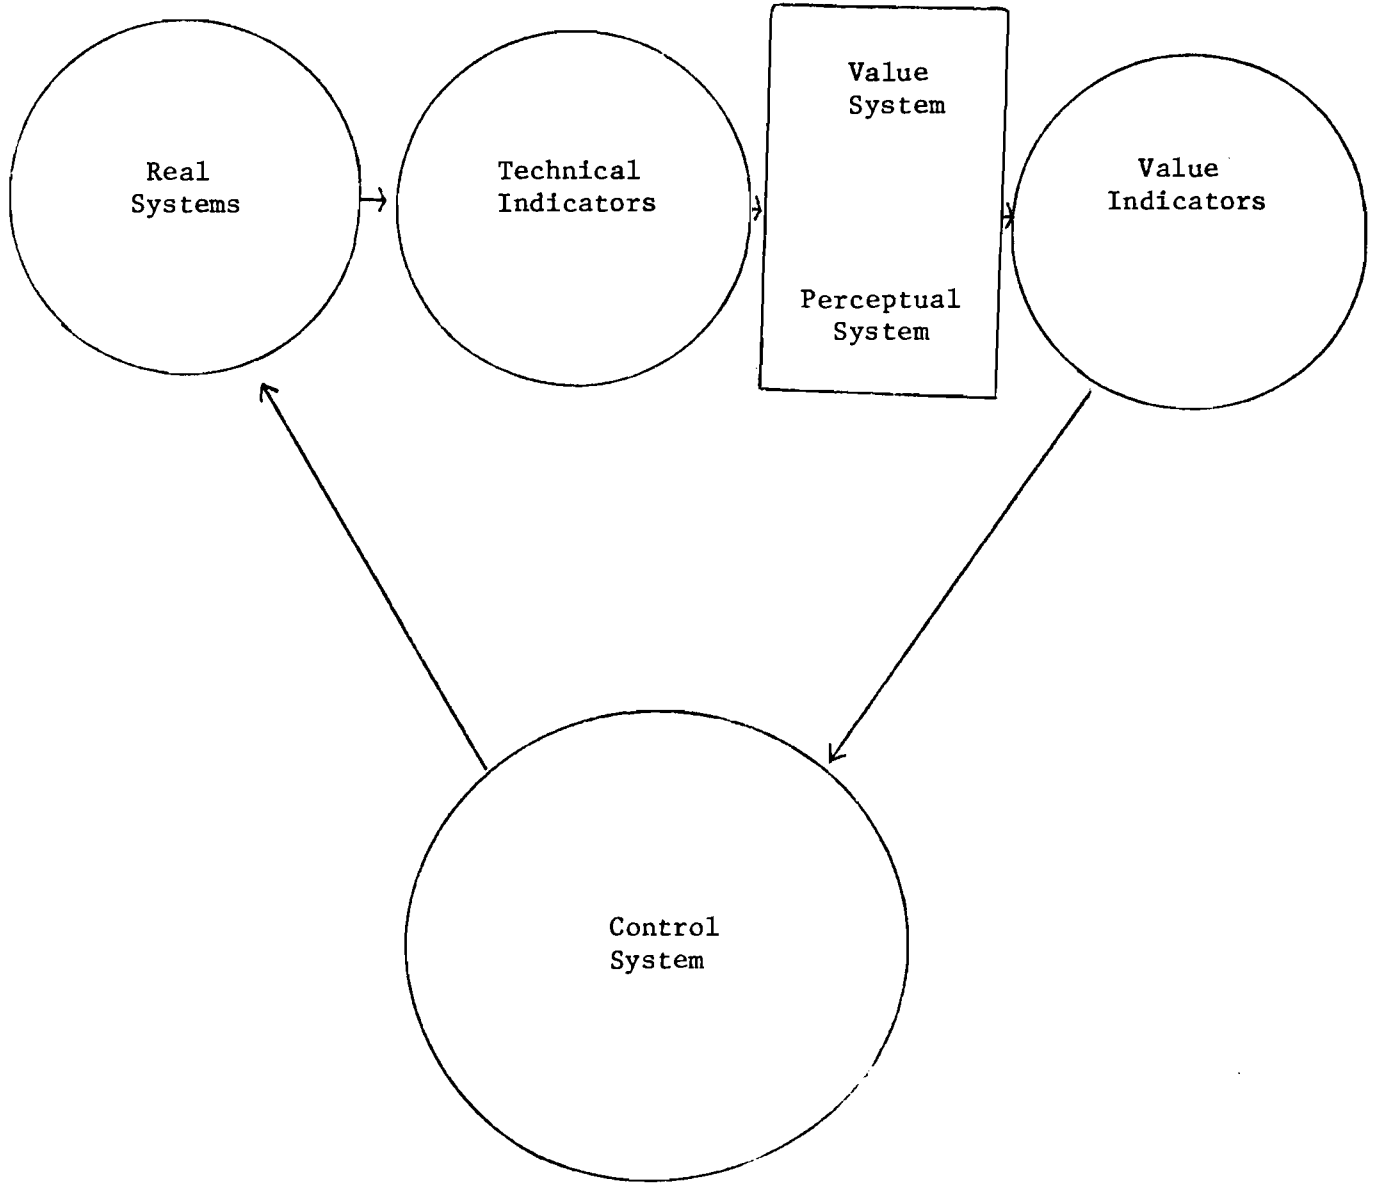 Real
Systems
Technical
Indicators
Value
System
Perceptual
System
Value
Indicators
Control
System